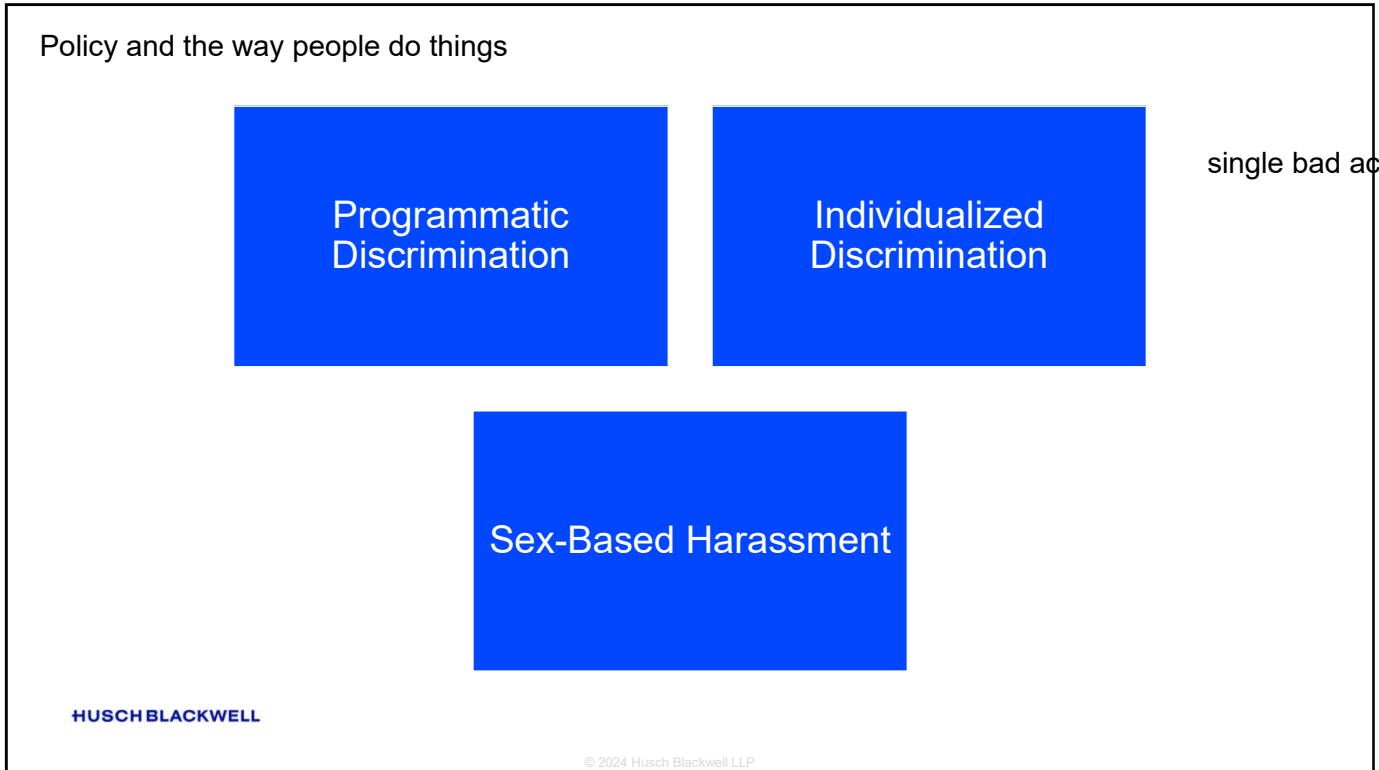 Policy and the way people do things
Programmatic
Discrimination
Individualized
Discrimination
single bad
Sex-Based Harassment
HUSCH BLACKWELL
© 2024 Husch Blackwell LLP